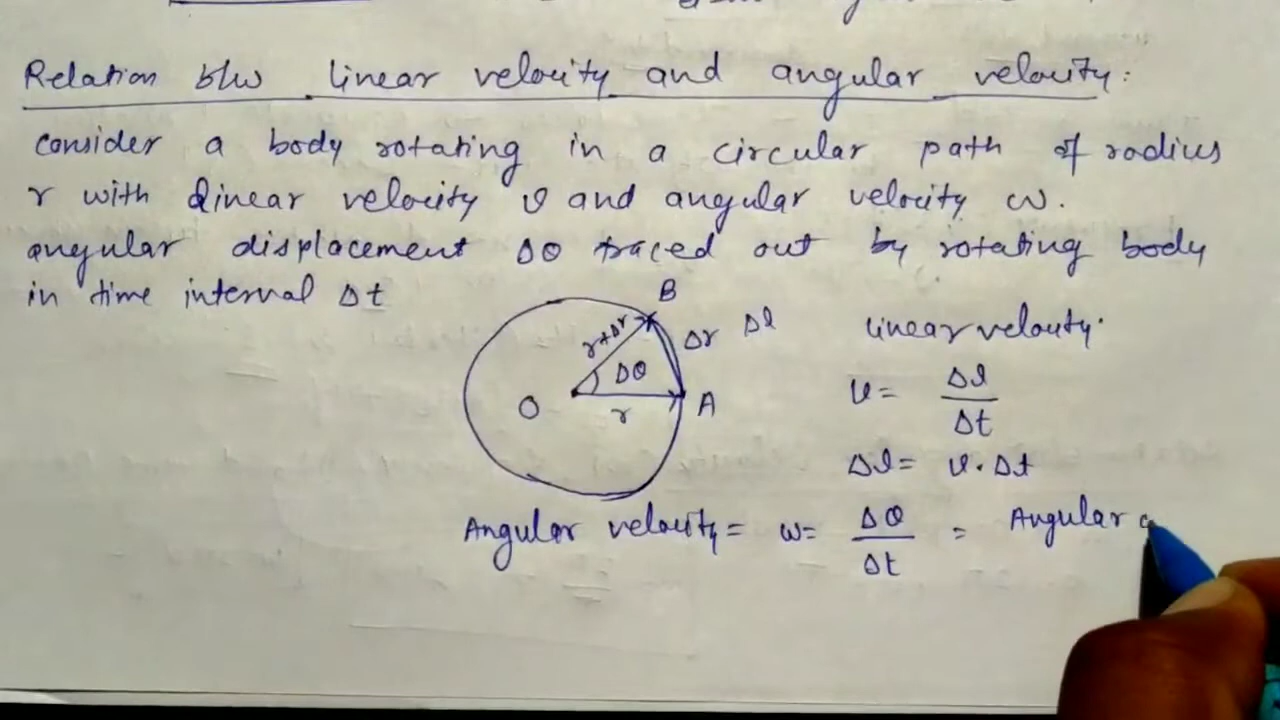 Relation b/w linear velocity and angular velocity:
consider a body rotating in a circular path of radius
r with linear velocity v and angular velocity ω.
angular displacement Δθ traced out by rotating body
in time interval Δt
B
r+Δr
Δr Δl
Δθ
O
r
A
linear velocity.
v = Δl / Δt
Δl = v · Δt
Angular velocity = ω = Δθ / Δt = Angular